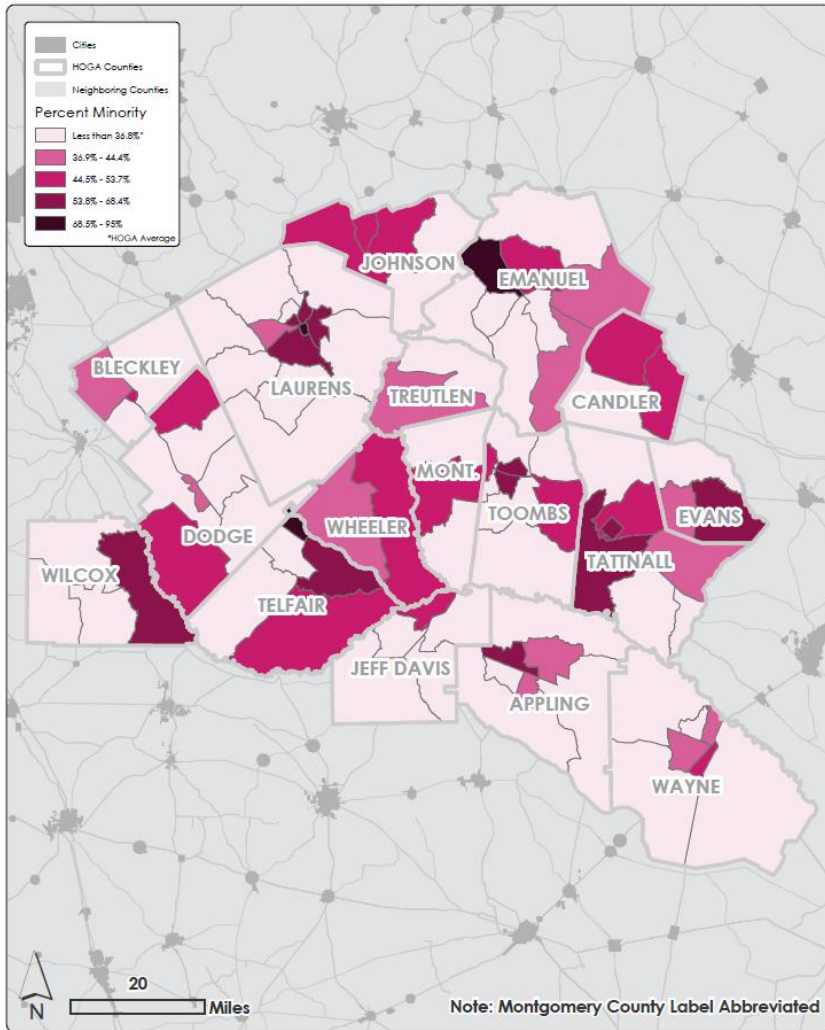 Cities
HOGA Counties
Neighboring Counties
Percent Minority
Less than 36.8%*
36.9% - 44.4%
44.5% - 53.7%
53.8% - 68.4%
68.5% - 95%
*HOGA Average
JOHNSON
EMANUEL
BLECKLEY
LAURENS
TREUTLEN
CANDLER
MONT.
TOOMBS
EVANS
WHEELER
DODGE
TATTNALL
WILCOX
TELFAIR
JEFF DAVIS
APPLING
WAYNE
N
20
Miles
Note: Montgomery County Label Abbreviated